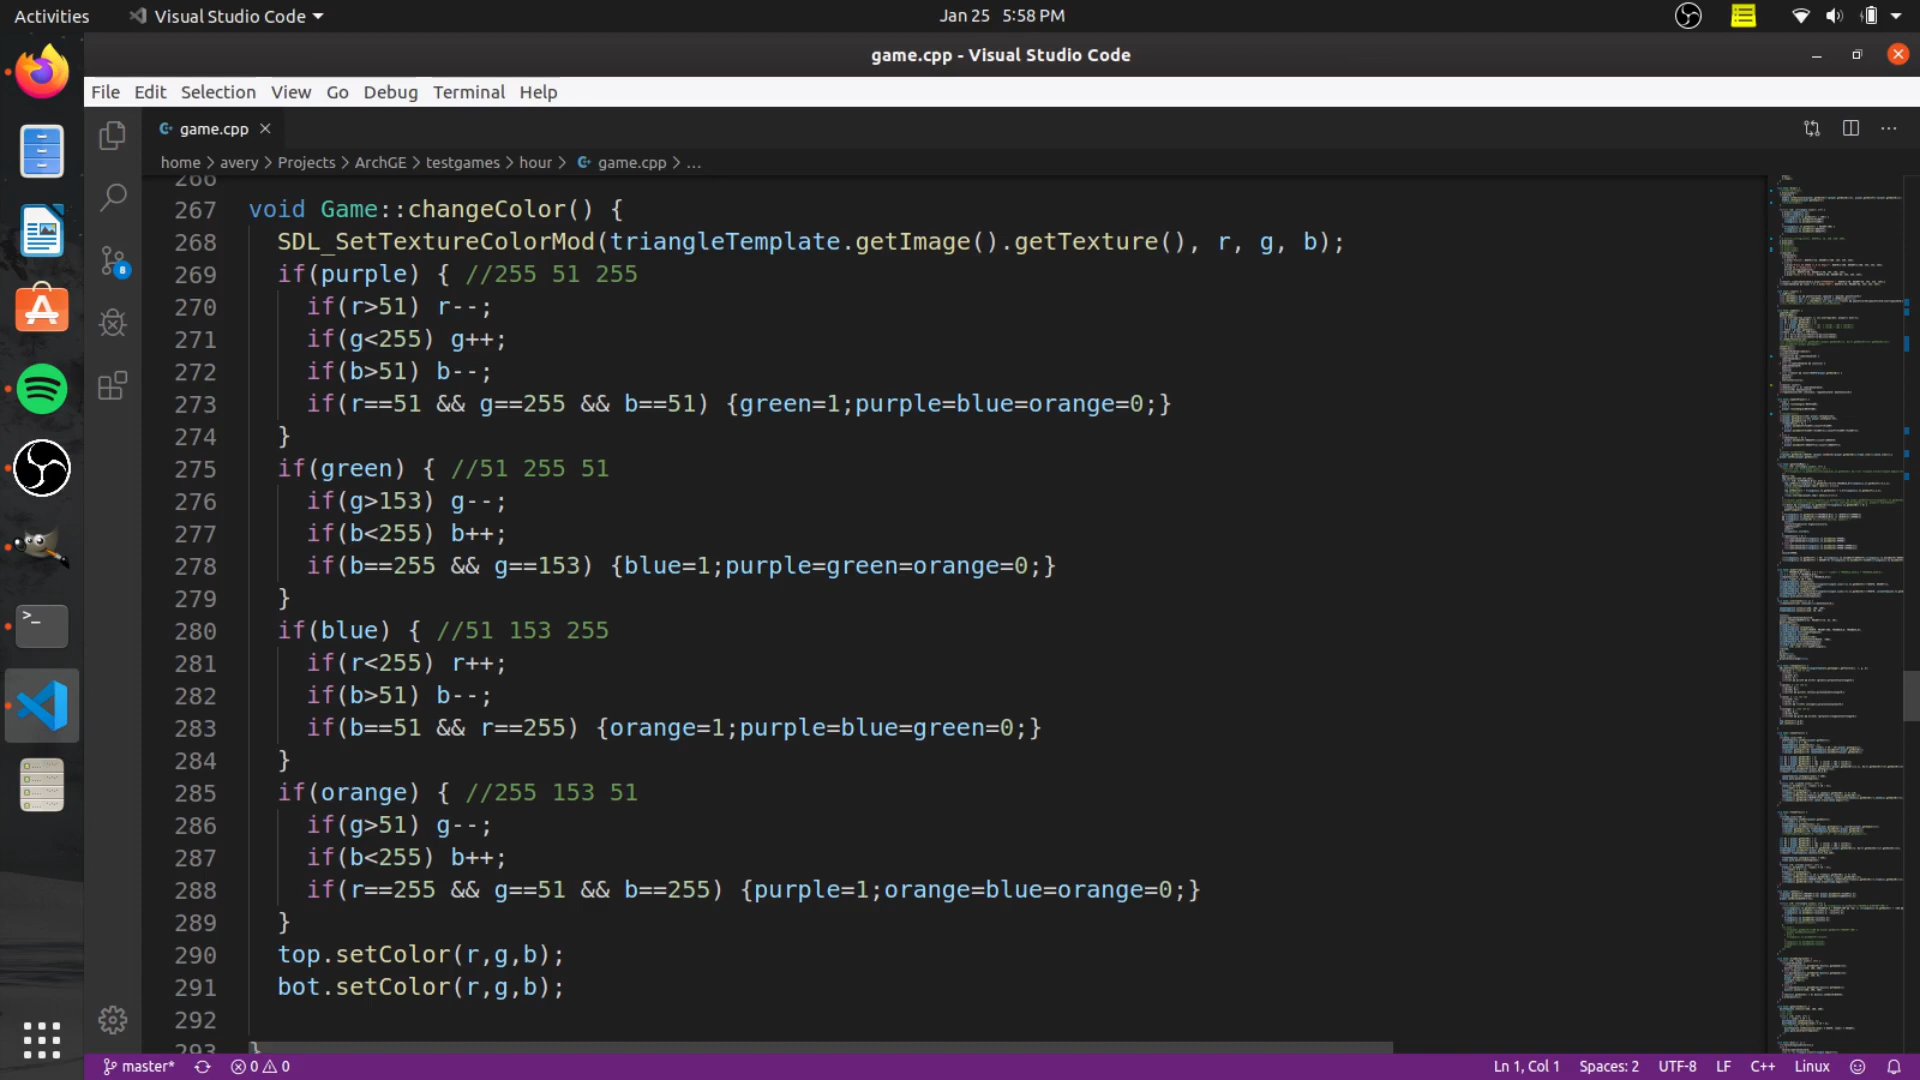 Activities
Visual Studio Code
Jan 25 5:58 PM
game.cpp - Visual Studio Code
File Edit Selection View Go Debug Terminal Help
game.cpp
home > avery > Projects > ArchGE > testgames > hour > game.cpp > ...
266
267 void Game::changeColor() {
268 SDL_SetTextureColorMod(triangleTemplate.getImage().getTexture(), r, g, b);
269 if(purple) { //255 51 255
270 if(r>51) r--;
271 if(g<255) g++;
272 if(b>51) b--;
273 if(r==51 && g==255 && b==51) {green=1;purple=blue=orange=0;}
274 }
275 if(green) { //51 255 51
276 if(g>153) g--;
277 if(b<255) b++;
278 if(b==255 && g==153) {blue=1;purple=green=orange=0;}
279 }
280 if(blue) { //51 153 255
281 if(r<255) r++;
282 if(b>51) b--;
283 if(b==51 && r==255) {orange=1;purple=blue=green=0;}
284 }
285 if(orange) { //255 153 51
286 if(g>51) g--;
287 if(b<255) b++;
288 if(r==255 && g==51 && b==255) {purple=1;orange=blue=orange=0;}
289 }
290 top.setColor(r,g,b);
291 bot.setColor(r,g,b);
292
293 }
8
master* 0 0 Ln 1, Col 1 Spaces: 2 UTF-8 LF C++ Linux